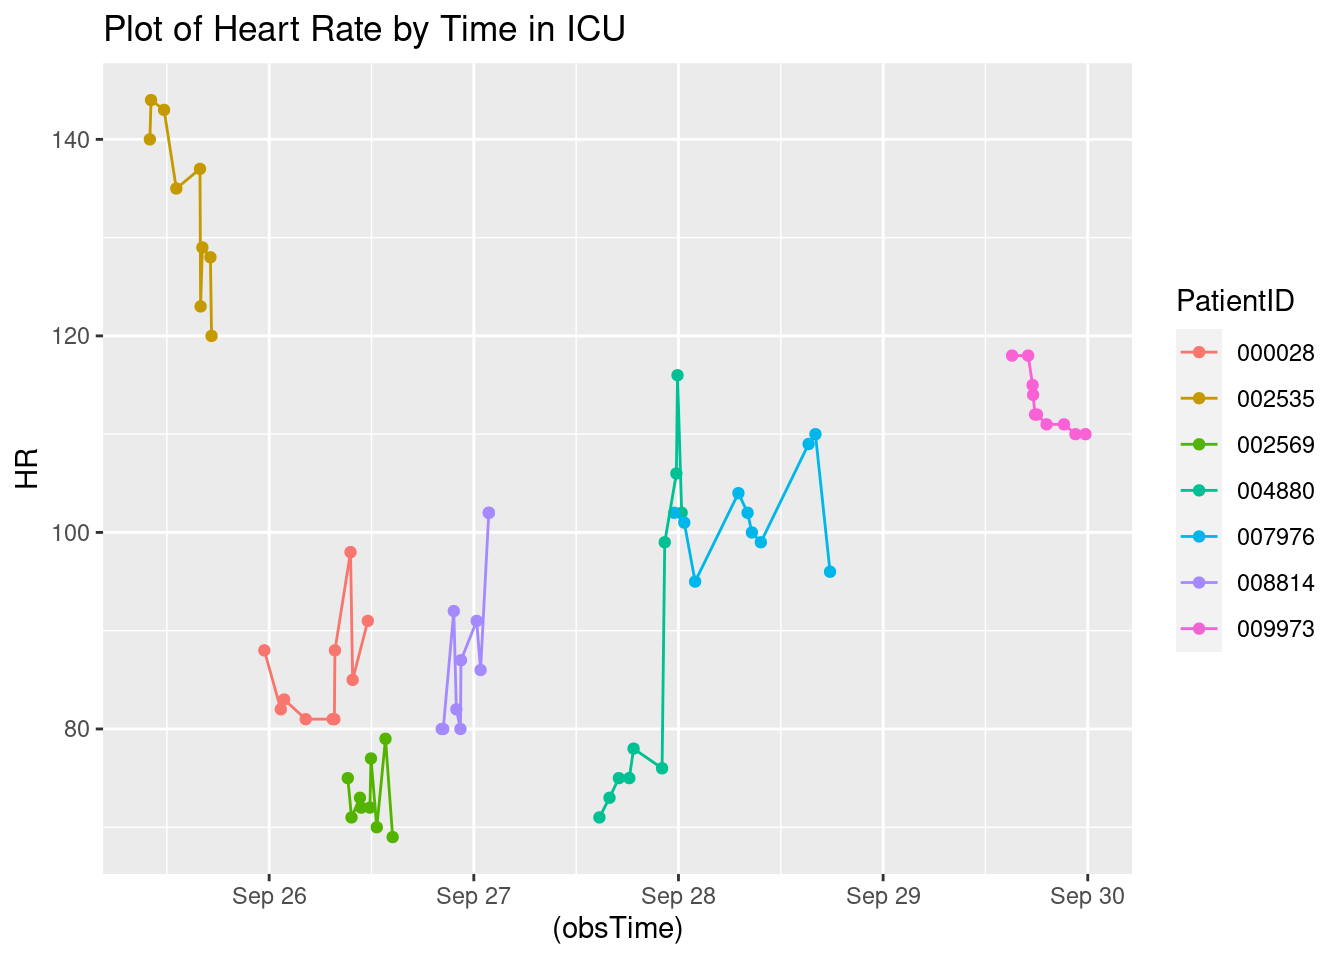 Plot of Heart Rate by Time in ICU
HR
140
120
100
80
Sep 26 Sep 27 Sep 28 Sep 29 Sep 30
(obsTime)
PatientID
000028
002535
002569
004880
007976
008814
009973